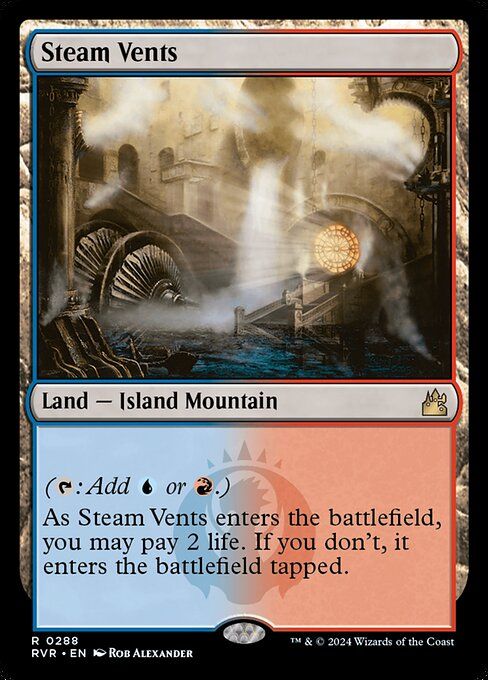 Steam Vents
Land — Island Mountain
(: Add or .)
As Steam Vents enters the battlefield,
you may pay 2 life. If you don't, it
enters the battlefield tapped.
R 0288
RVR • EN Rob Alexander
™ & © 2024 Wizards of the Coast